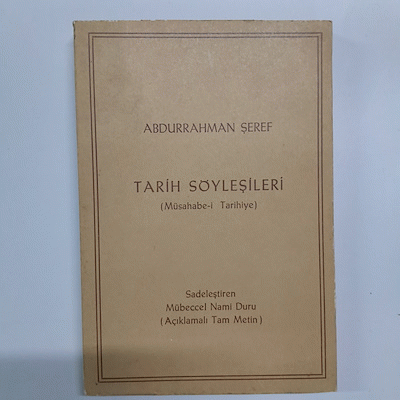 ABDURRAHMAN ŞEREF
TARİH SÖYLEŞİLERİ
(Müsahabe-i Tarihiye)
Sadeleştiren
Mübeccel Nami Duru
(Açıklamalı Tam Metin)